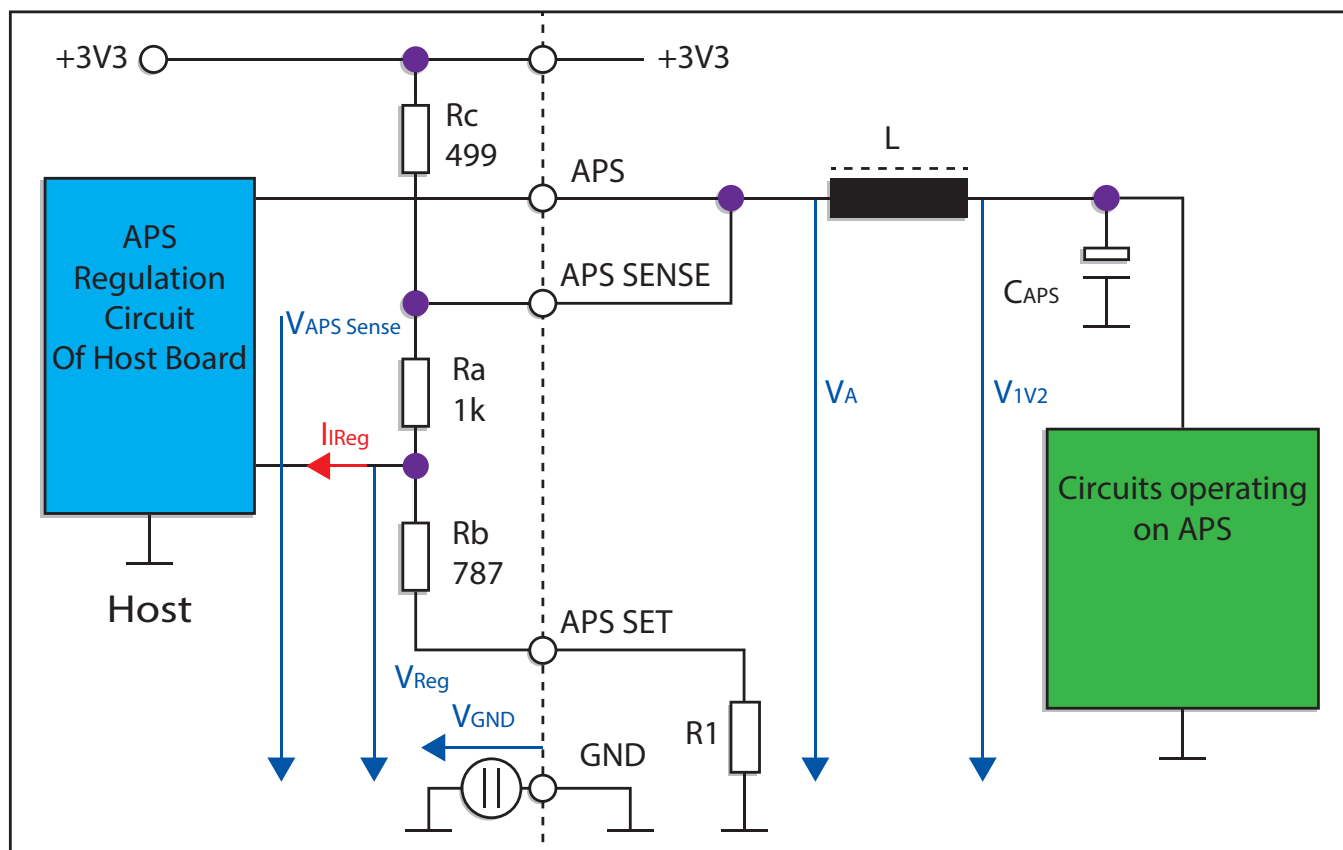 +3V3
+3V3
Rc
499
APS
L
APS
Regulation
Circuit
Of Host Board
APS SENSE
CAPS
VAPS Sense
Ra
1k
VA
V1V2
IIReg
Circuits operating
on APS
Rb
787
Host
APS SET
VReg
VGND
R1
GND